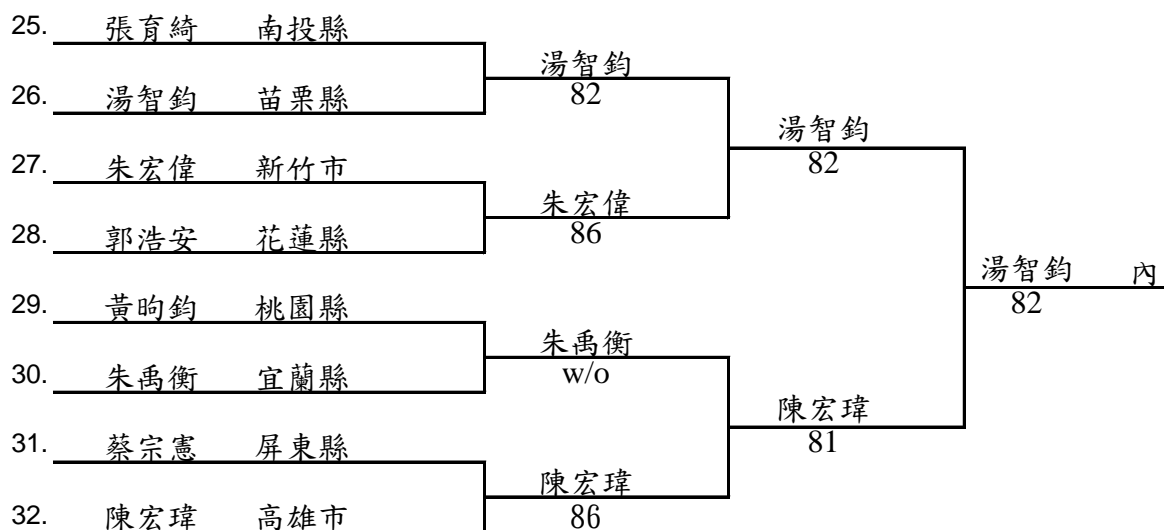 25. 張育綺 南投縣
湯智鈞
82
26. 湯智鈞 苗栗縣
湯智鈞
82
27. 朱宏偉 新竹市
朱宏偉
86
28. 郭浩安 花蓮縣
湯智鈞 內
82
29. 黃昫鈞 桃園縣
朱禹衡
w/o
30. 朱禹衡 宜蘭縣
陳宏瑋
81
31. 蔡宗憲 屏東縣
陳宏瑋
86
32. 陳宏瑋 高雄市